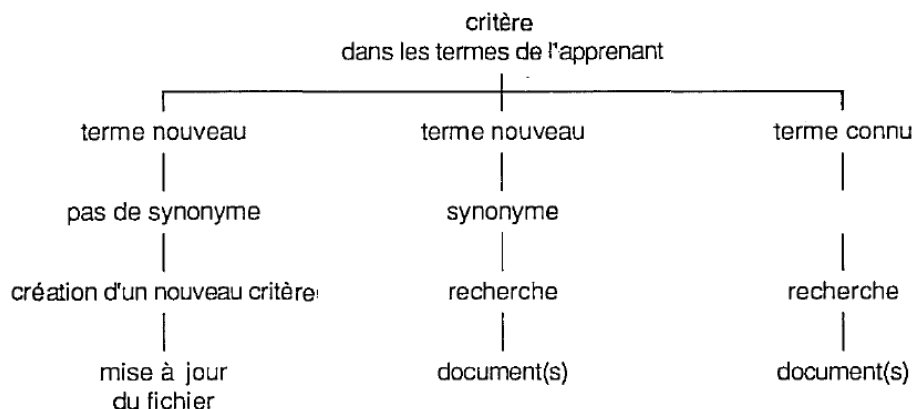 critère
dans les termes de l'apprenant
terme nouveau terme nouveau terme connu
pas de synonyme synonyme
création d'un nouveau critère recherche recherche
mise à jour document(s) document(s)
du fichier